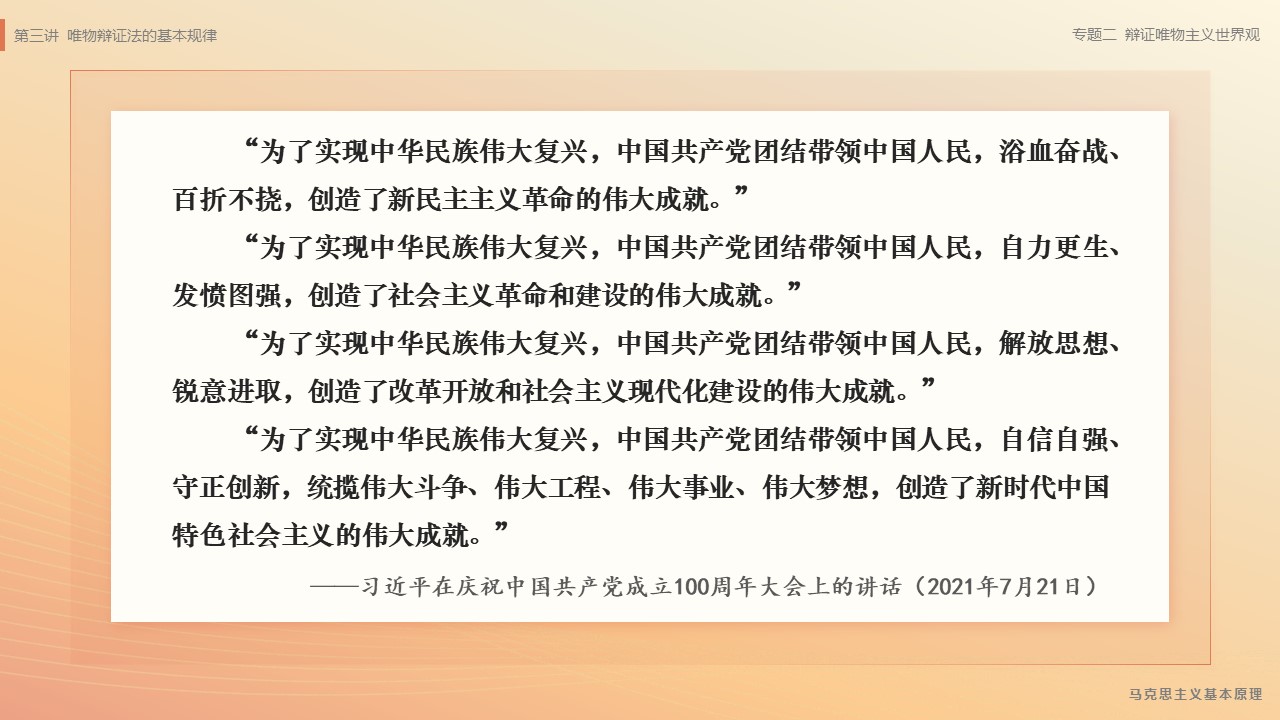 第三讲 唯物辩证法的基本规律
专题二 辩证唯物主义世界观
“为了实现中华民族伟大复兴，中国共产党团结带领中国人民，浴血奋战、
百折不挠，创造了新民主主义革命的伟大成就。”
“为了实现中华民族伟大复兴，中国共产党团结带领中国人民，自力更生、
发愤图强，创造了社会主义革命和建设的伟大成就。”
“为了实现中华民族伟大复兴，中国共产党团结带领中国人民，解放思想、
锐意进取，创造了改革开放和社会主义现代化建设的伟大成就。”
“为了实现中华民族伟大复兴，中国共产党团结带领中国人民，自信自强、
守正创新，统揽伟大斗争、伟大工程、伟大事业、伟大梦想，创造了新时代中国
特色社会主义的伟大成就。”
——习近平在庆祝中国共产党成立100周年大会上的讲话（2021年7月21日）
马克思主义基本原理